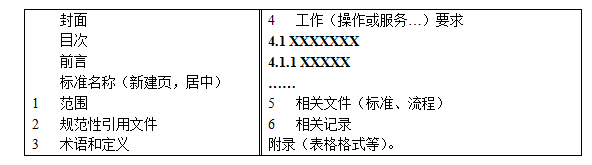 封面
目次
前言
标准名称（新建页，居中）
1 范围
2 规范性引用文件
3 术语和定义
4 工作（操作或服务…）要求
4.1 XXXXXXX
4.1.1 XXXXX
……
5 相关文件（标准、流程）
6 相关记录
附录（表格格式等）。